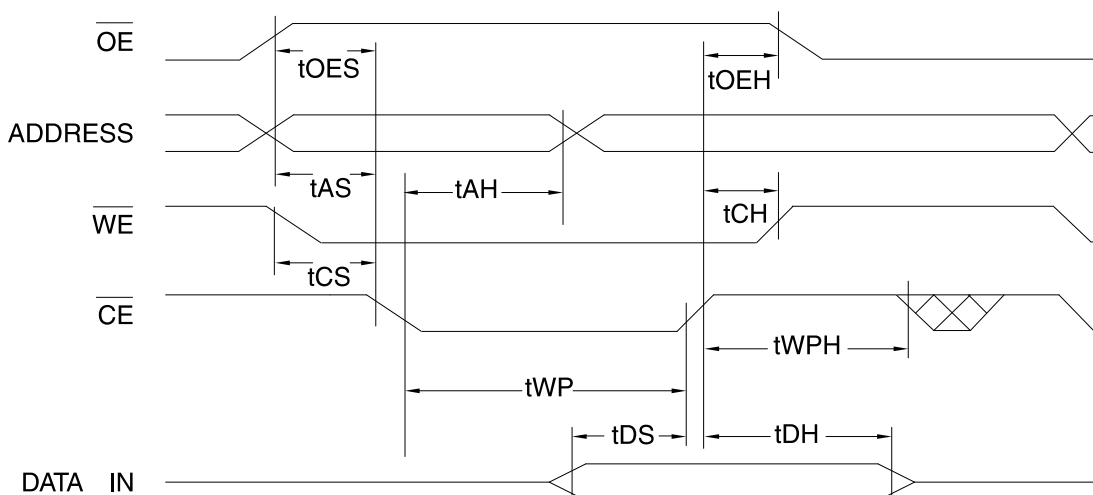 OE
tOES
tOEH
ADDRESS
tAS
tAH
tCH
WE
tCS
CE
tWPH
tWP
tDS
tDH
DATA IN